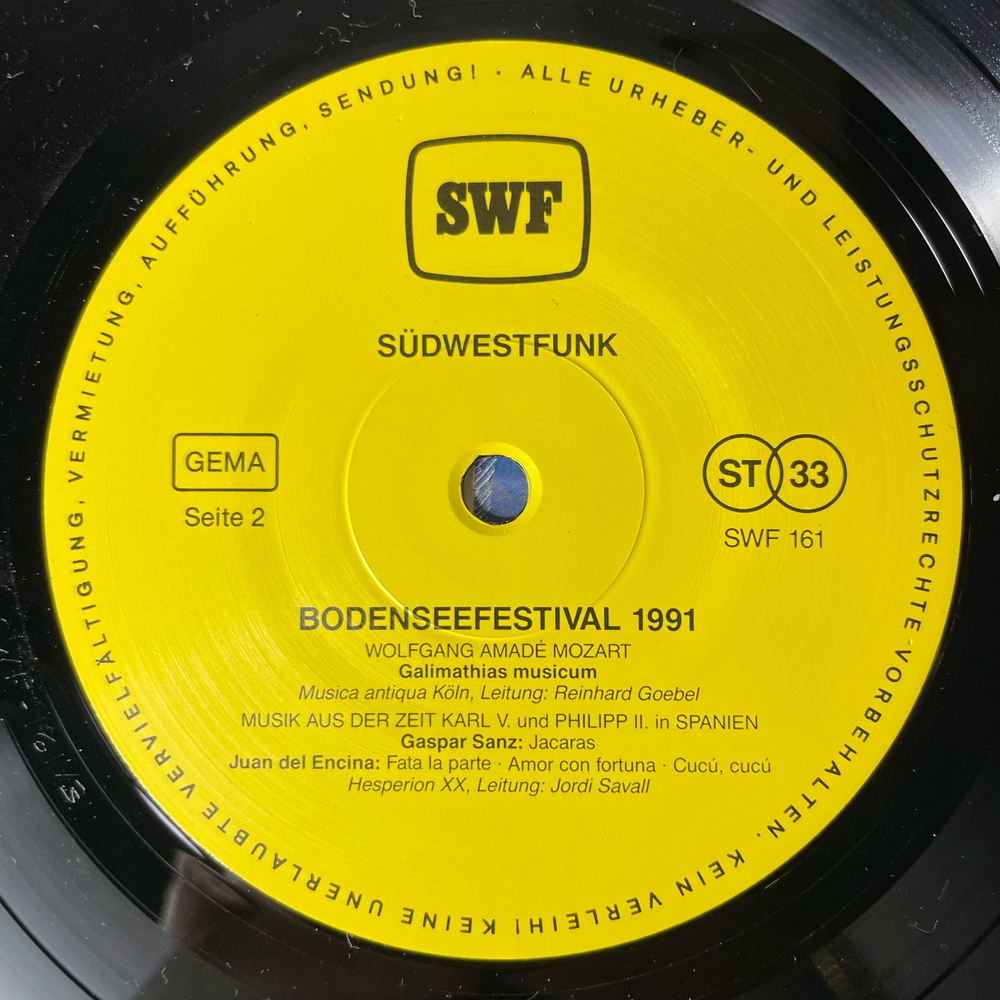 ALLE URHEBER- UND LEISTUNGSSCHUTZRECHTE VORBEHALTEN. KEIN VERLEIH! KEINE UNERLAUBTE VERVIELFÄLTIGUNG, VERMIETUNG, AUFFÜHRUNG, SENDUNG! ·
SWF
SÜDWESTFUNK
GEMA
Seite 2
ST 33
SWF 161
BODENSEEFESTIVAL 1991
WOLFGANG AMADÉ MOZART
Galimathias musicum
Musica antiqua Köln, Leitung: Reinhard Goebel
MUSIK AUS DER ZEIT KARL V. und PHILIPP II. in SPANIEN
Gaspar Sanz: Jacaras
Juan del Encina: Fata la parte · Amor con fortuna · Cucú, cucú
Hesperion XX, Leitung: Jordi Savall